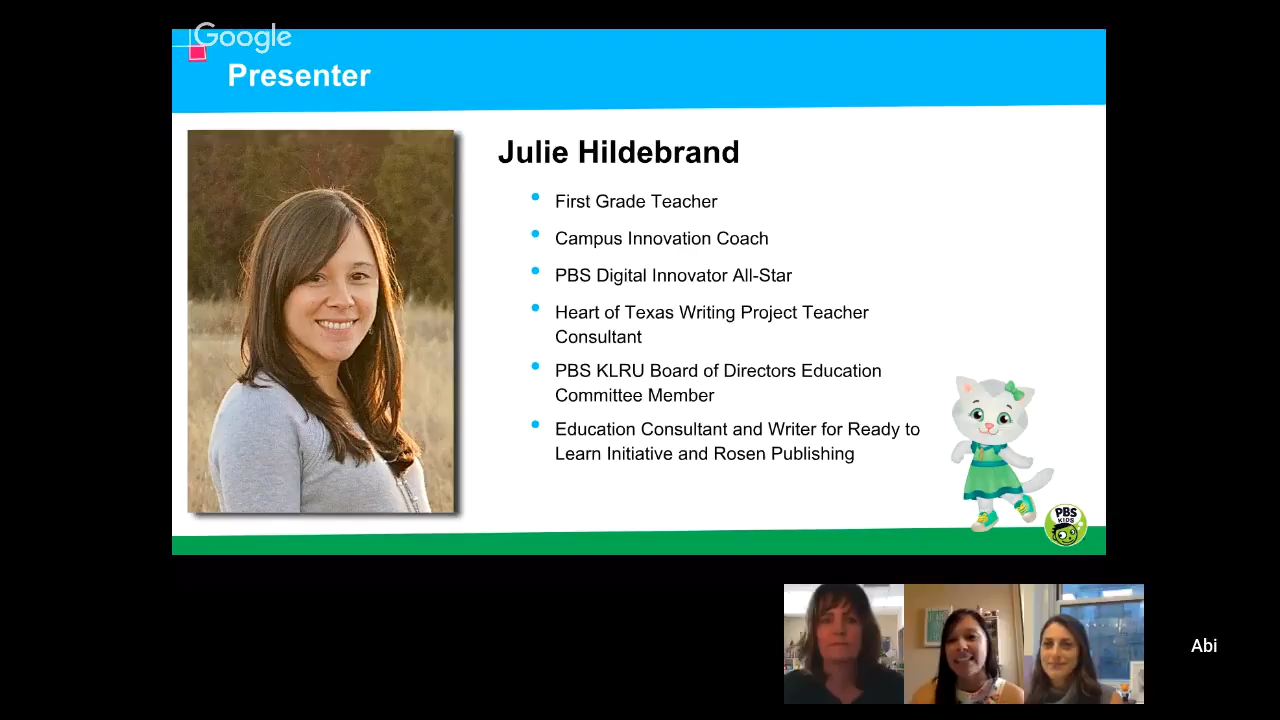 Google
Presenter
Julie Hildebrand
First Grade Teacher
Campus Innovation Coach
PBS Digital Innovator All-Star
Heart of Texas Writing Project Teacher
Consultant
PBS KLRU Board of Directors Education
Committee Member
Education Consultant and Writer for Ready to
Learn Initiative and Rosen Publishing
PBS
KIDS
Abi